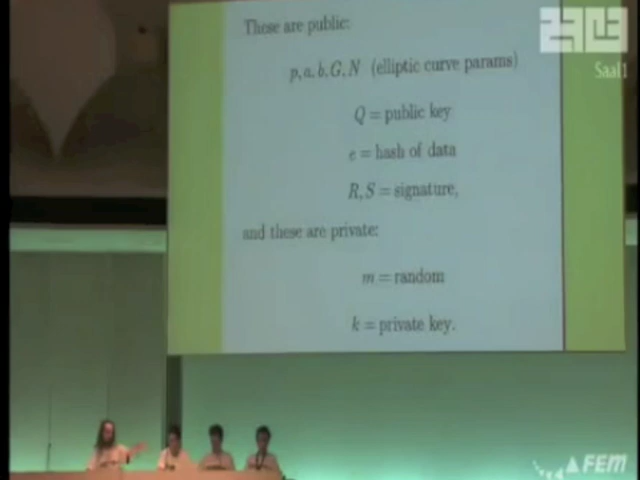 Those are public:
p, a, b, G, N (elliptic curve params)
Q = public key
e = hash of data
R, S = signature,
and these are private:
m = random
k = private key.
Saal1
FEM